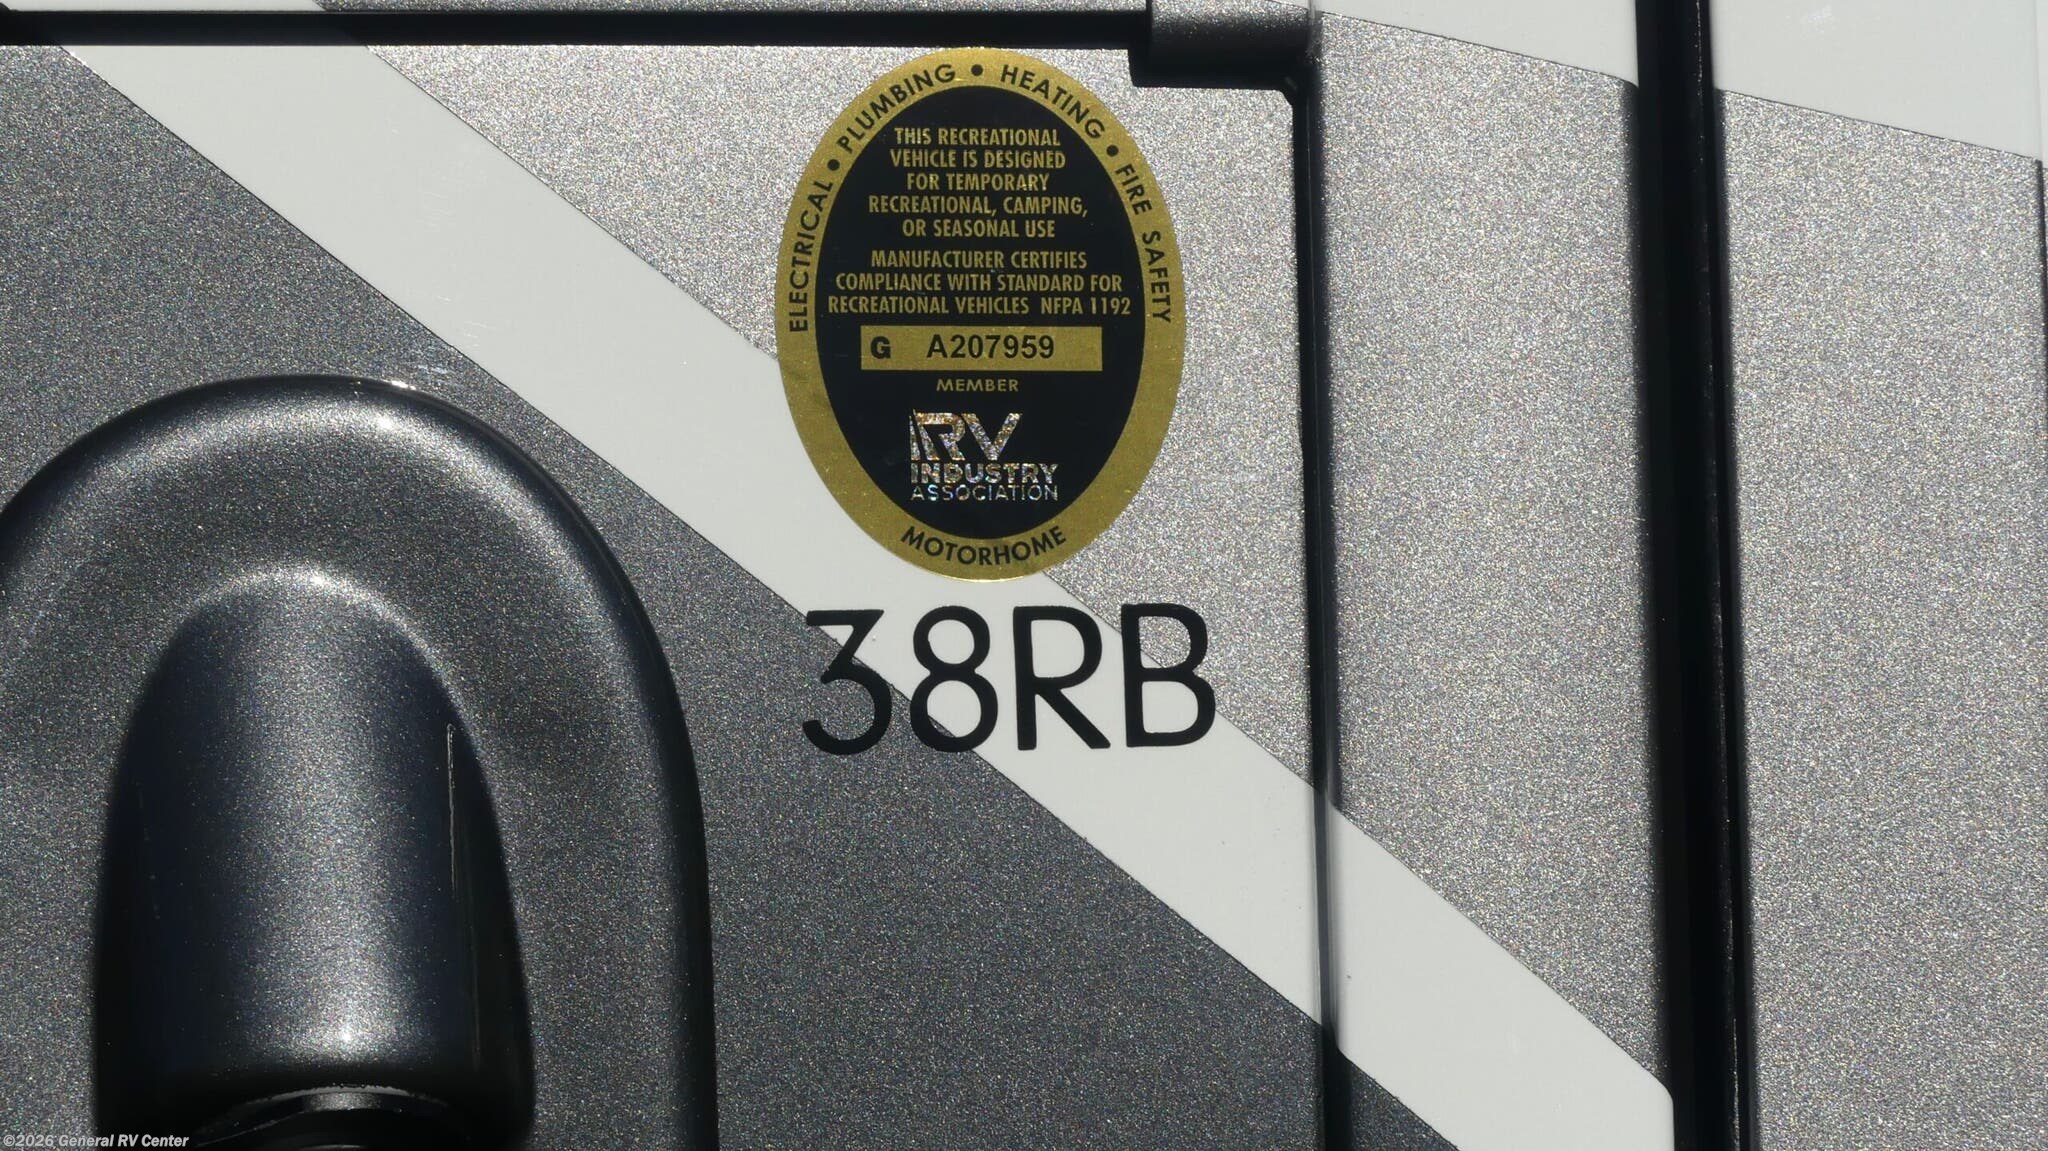 ELECTRICAL • PLUMBING • HEATING • FIRE SAFETY
THIS RECREATIONAL
VEHICLE IS DESIGNED
FOR TEMPORARY
RECREATIONAL, CAMPING,
OR SEASONAL USE
MANUFACTURER CERTIFIES
COMPLIANCE WITH STANDARD FOR
RECREATIONAL VEHICLES NFPA 1192
G A207959
MEMBER
RV
INDUSTRY
ASSOCIATION
MOTORHOME
38RB
©2026 General RV Center